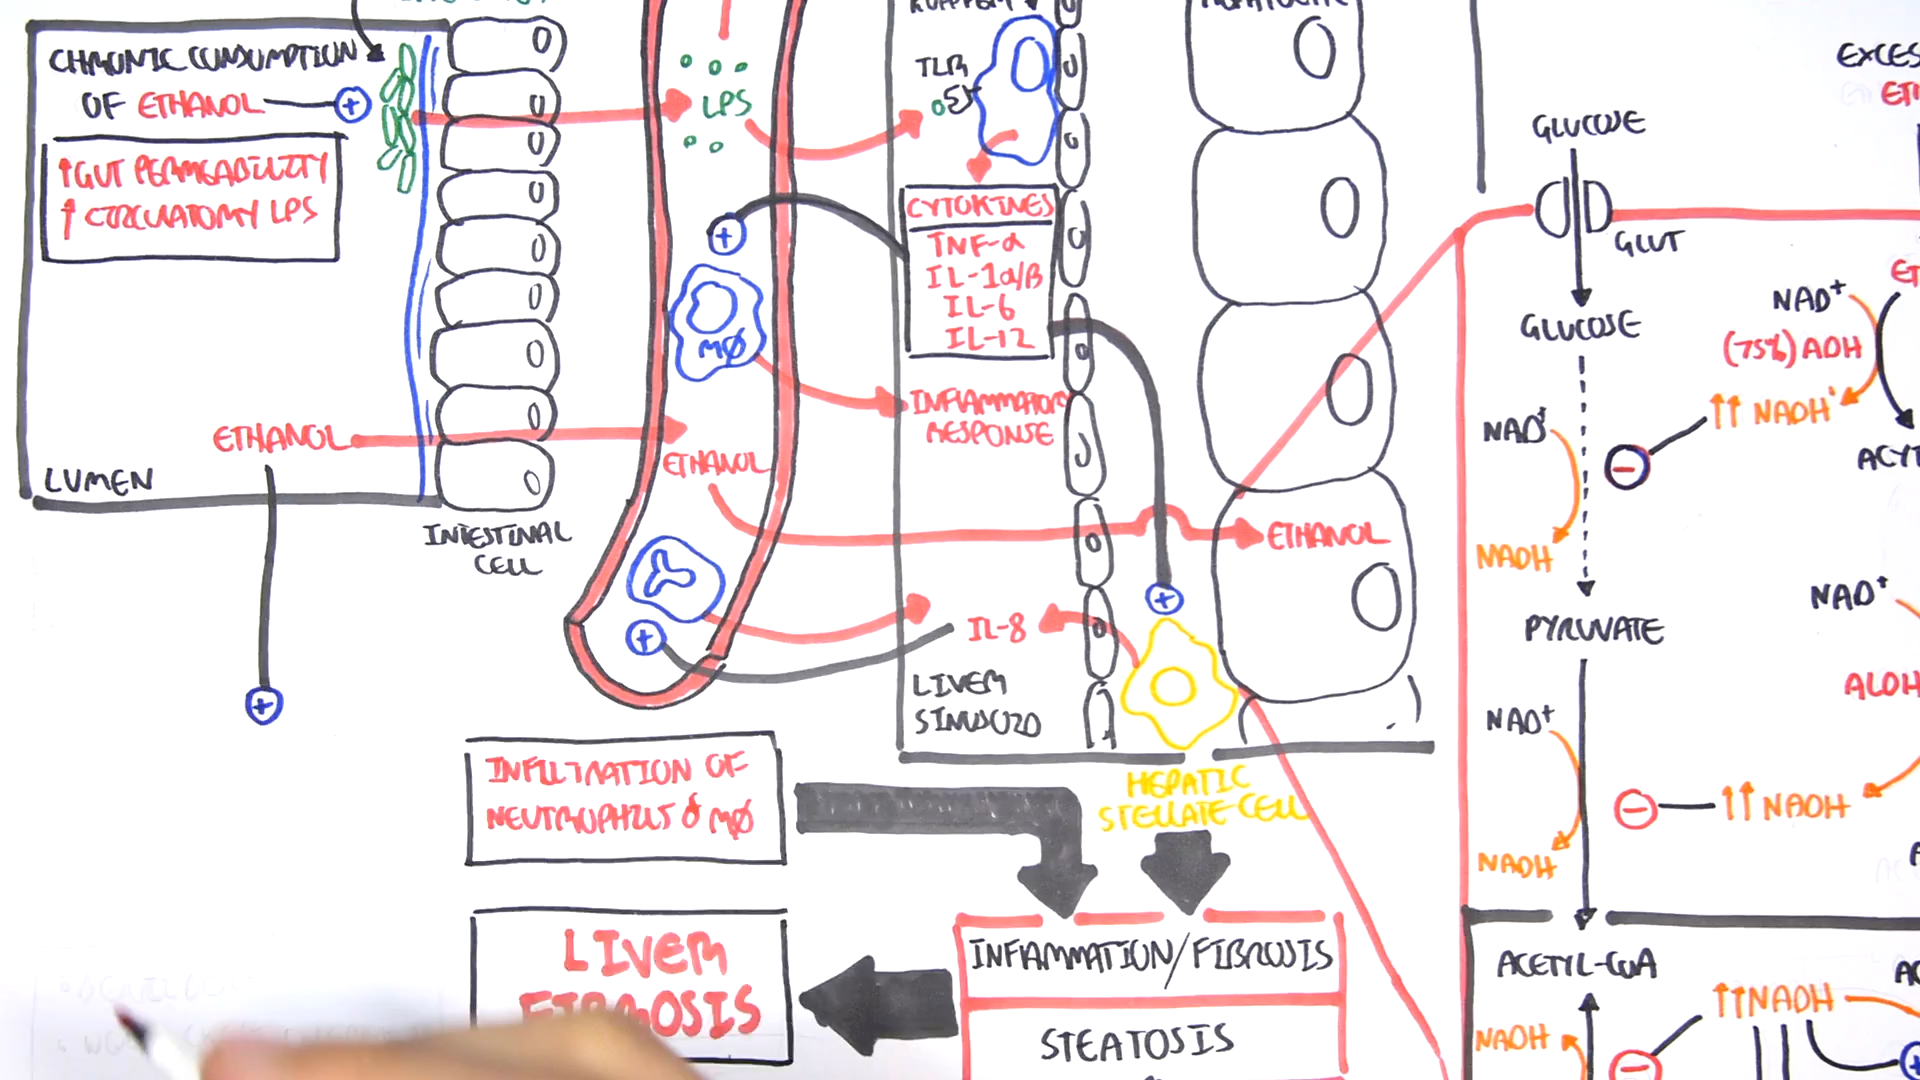 CHRONIC CONSUMPTION
OF ETHANOL
+
↑GUT PERMEABILITY
↑ CIRCULATORY LPS
ETHANOL
LUMEN
+
INTESTINAL
CELL
LPS
+
MØ
ETHANOL
+
TLR
CYTOKINES
TNF-α
IL-1α/β
IL-6
IL-12
INFLAMMATORY
RESPONSE
ETHANOL
+
IL-8
LIVER
SINUSOID
HEPATIC
STELLATE CELL
INFILTRATION OF
NEUTROPHILS & MØ
LIVER
FIBROSIS
INFLAMMATION/FIBROSIS
STEATOSIS
GLUCOSE
GLUT
GLUCOSE
NAD+
(75%) ADH
↑↑ NADH
NAD+
−
NADH
PYRUVATE
NAD+
NAD+
− ↑↑ NADH
NADH
ACETYL-COA
↑↑NADH
NADH
−
+